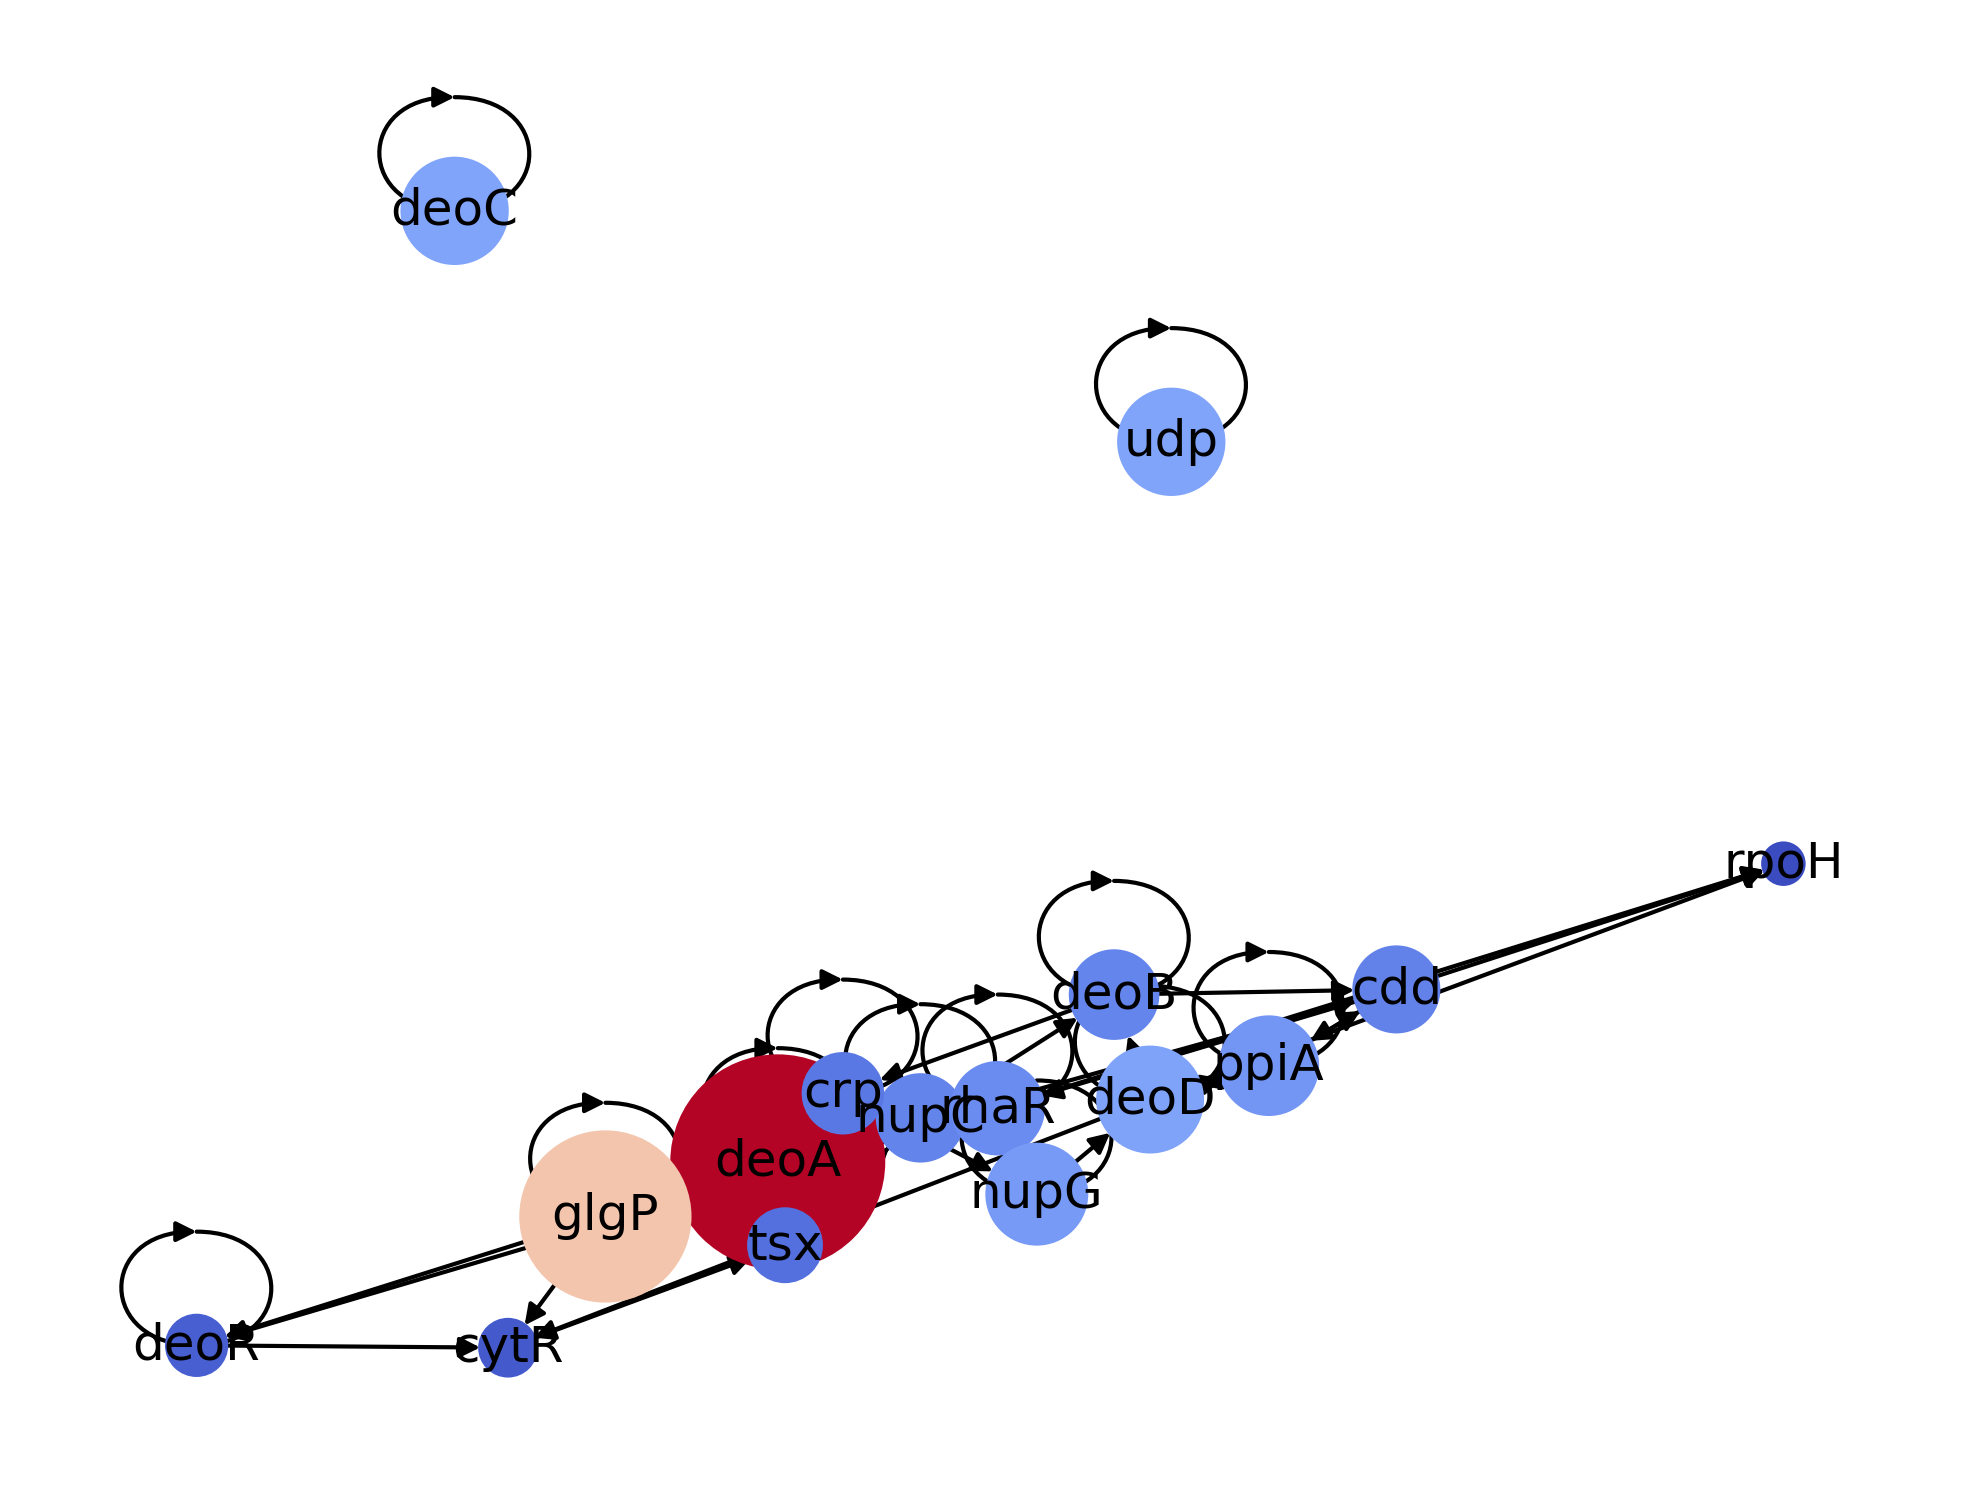 deoC
udp
rpoH
deoB
cdd
ppiA
crp
deoD
rhaR
nupC
deoA
nupG
glgP
tsx
deoR
cytR